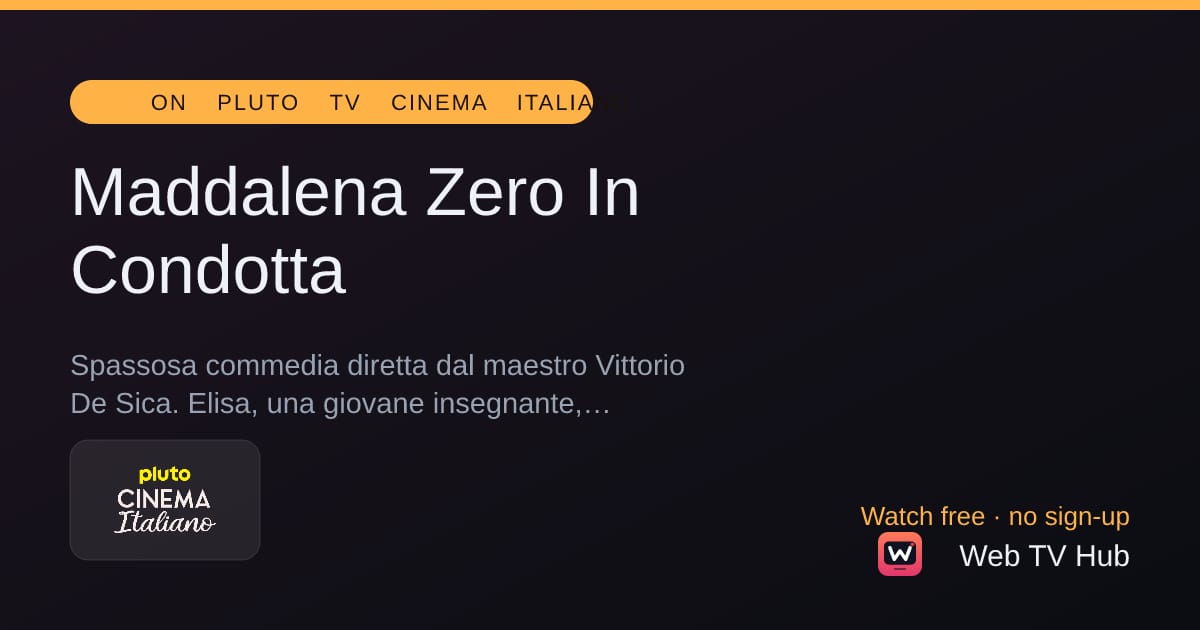 ON PLUTO TV CINEMA ITALIA
Maddalena Zero In
Condotta
Spassosa commedia diretta dal maestro Vittorio
De Sica. Elisa, una giovane insegnante,…
pluto
CINEMA
Italiano
Watch free · no sign-up
W
Web TV Hub